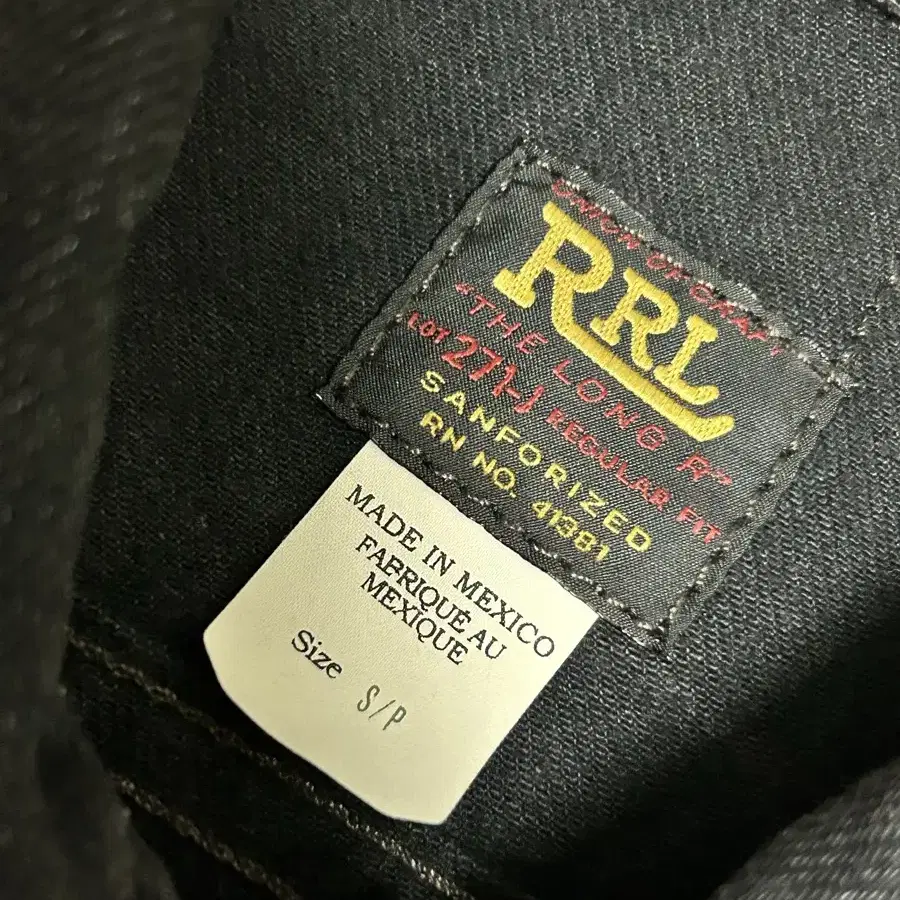 UNION OF CRAFT
RRL
"THE LONG R"
LOT 271-J REGULAR FIT
SANFORIZED
RN NO. 41381
MADE IN MEXICO
FABRIQUÉ AU
MEXIQUE
Size S/P